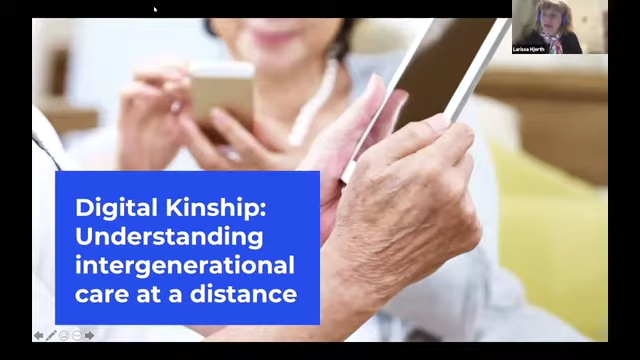 Larissa Hjorth
Digital Kinship:
Understanding
intergenerational
care at a distance